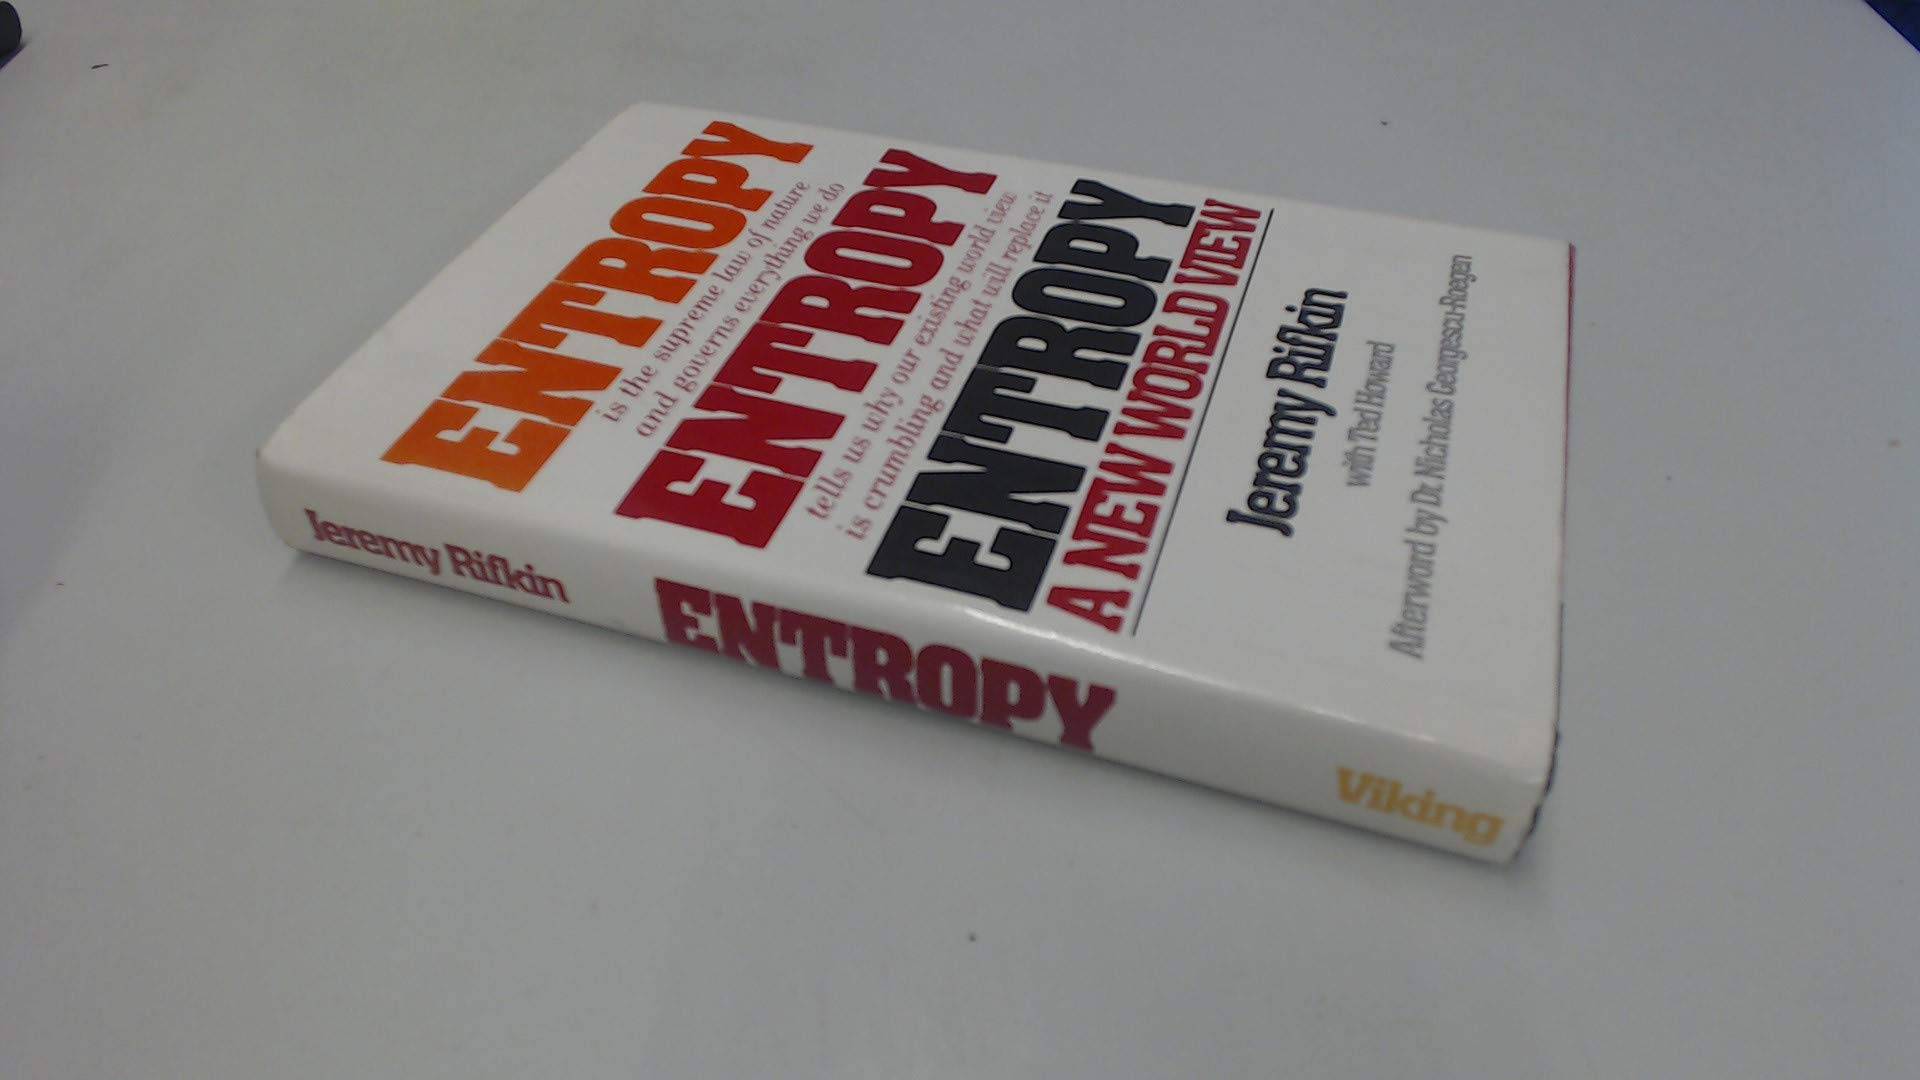 ENTROPY
is the supreme law of nature
and governs everything we do
ENTROPY
tells us why our existing world view
is crumbling and what will replace it
ENTROPY
A NEW WORLD VIEW
Jeremy Rifkin
with Ted Howard
Afterword by Dr. Nicholas Georgescu-Roegen
Jeremy Rifkin
ENTROPY
Viking